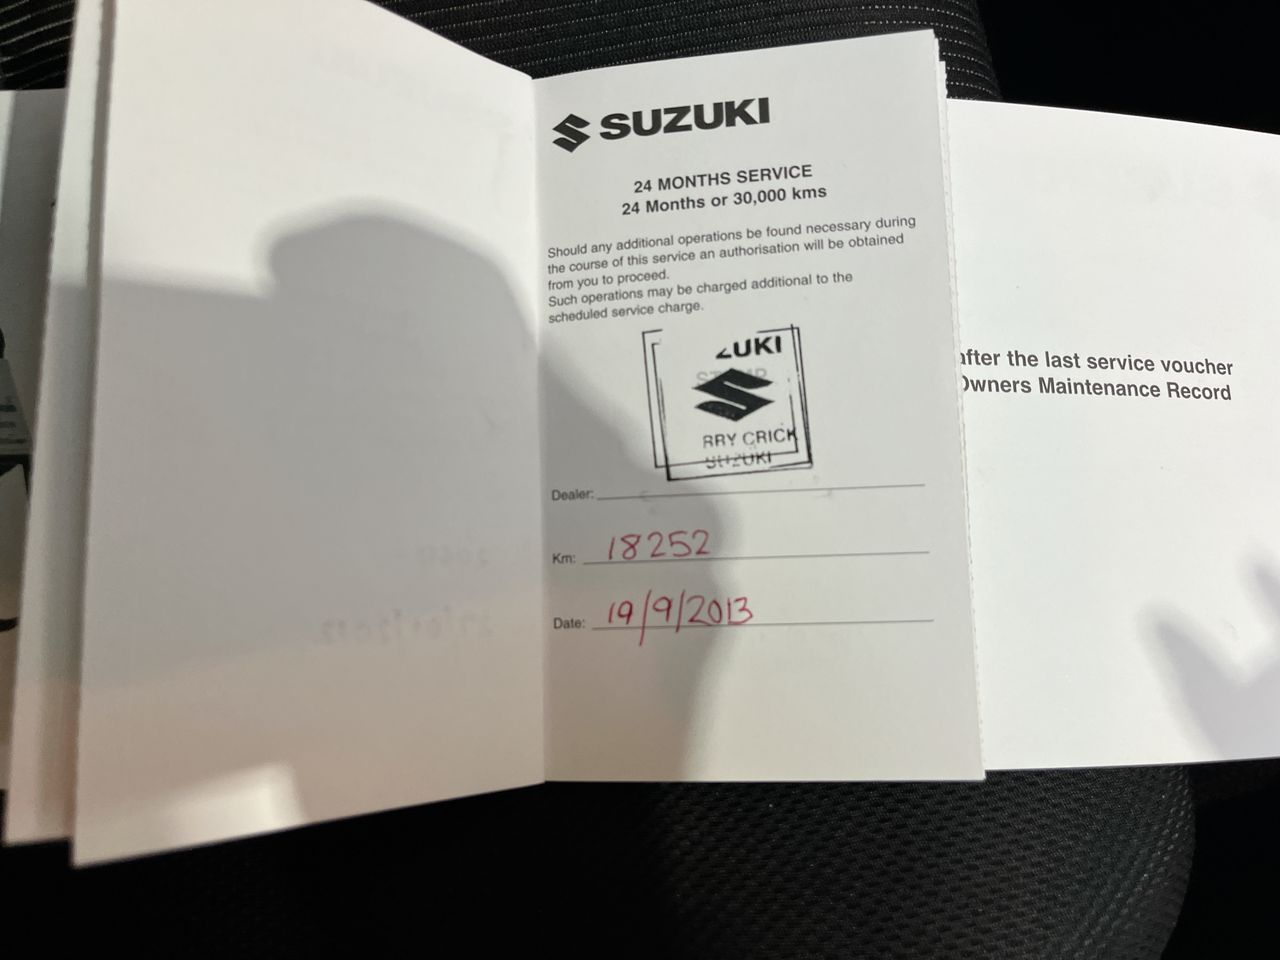 SUZUKI
24 MONTHS SERVICE
24 Months or 30,000 kms
Should any additional operations be found necessary during
the course of this service an authorisation will be obtained
from you to proceed.
Such operations may be charged additional to the
scheduled service charge.
ZUKI
RRY CRICK
SUZUKI
Dealer:
Km: 18252
Date: 19/9/2013
after the last service voucher
Owners Maintenance Record